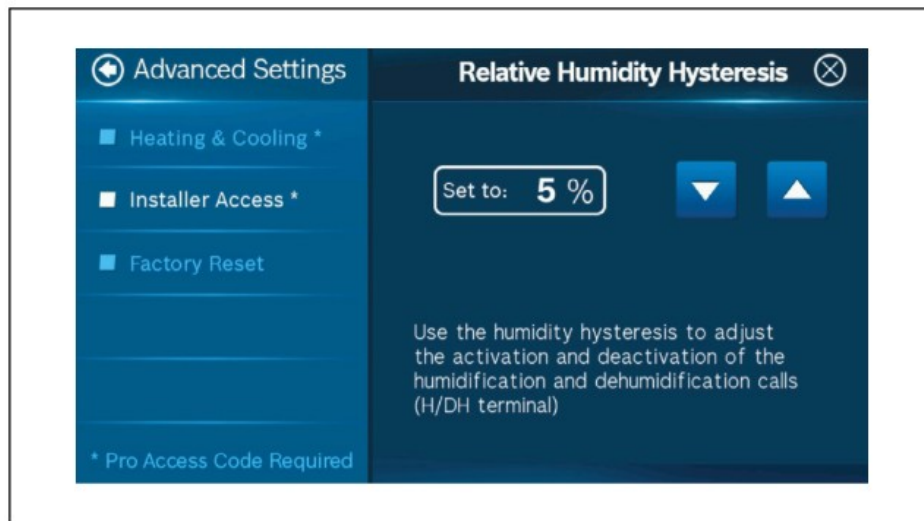 Advanced Settings
Relative Humidity Hysteresis
Heating & Cooling *
Installer Access *
Factory Reset
* Pro Access Code Required
Set to: 5 %
Use the humidity hysteresis to adjust
the activation and deactivation of the
humidification and dehumidification calls
(H/DH terminal)